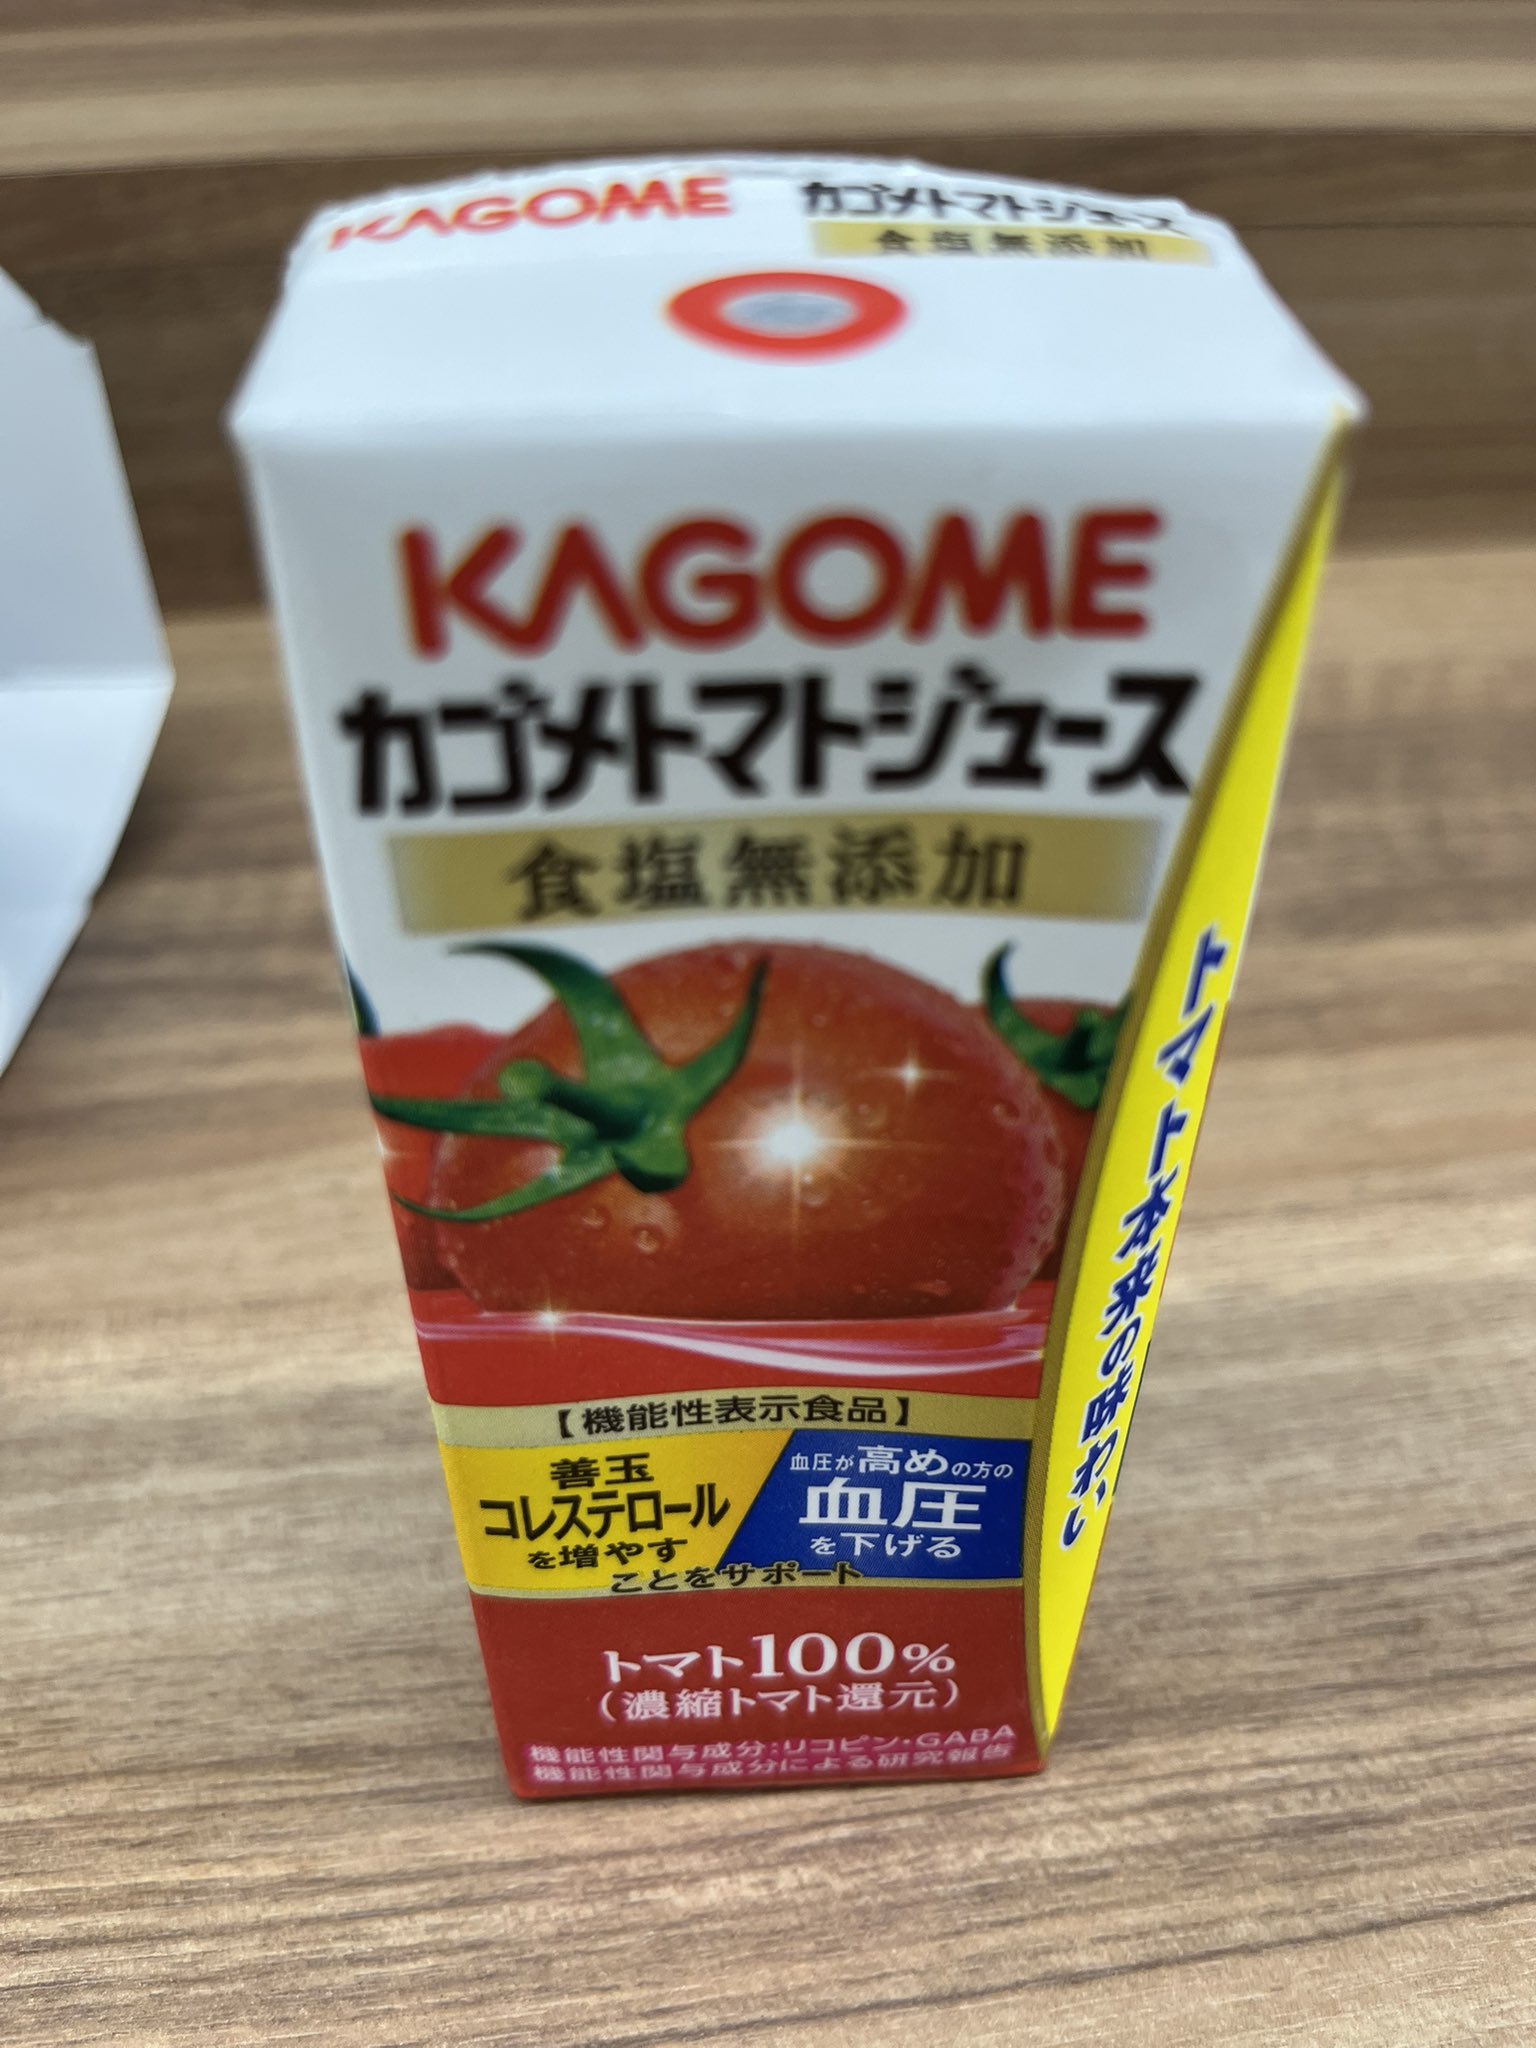 KAGOME
カゴメトマトジュース
食塩無添加
KAGOME
カゴメトマトジュース
食塩無添加
トマト本来の味わい
【機能性表示食品】
善玉
コレステロール
を増やす
血圧が高めの方の
血圧
を下げる
ことをサポート
トマト100%
(濃縮トマト還元)
機能性関与成分:リコピン・GABA
機能性関与成分による研究報告